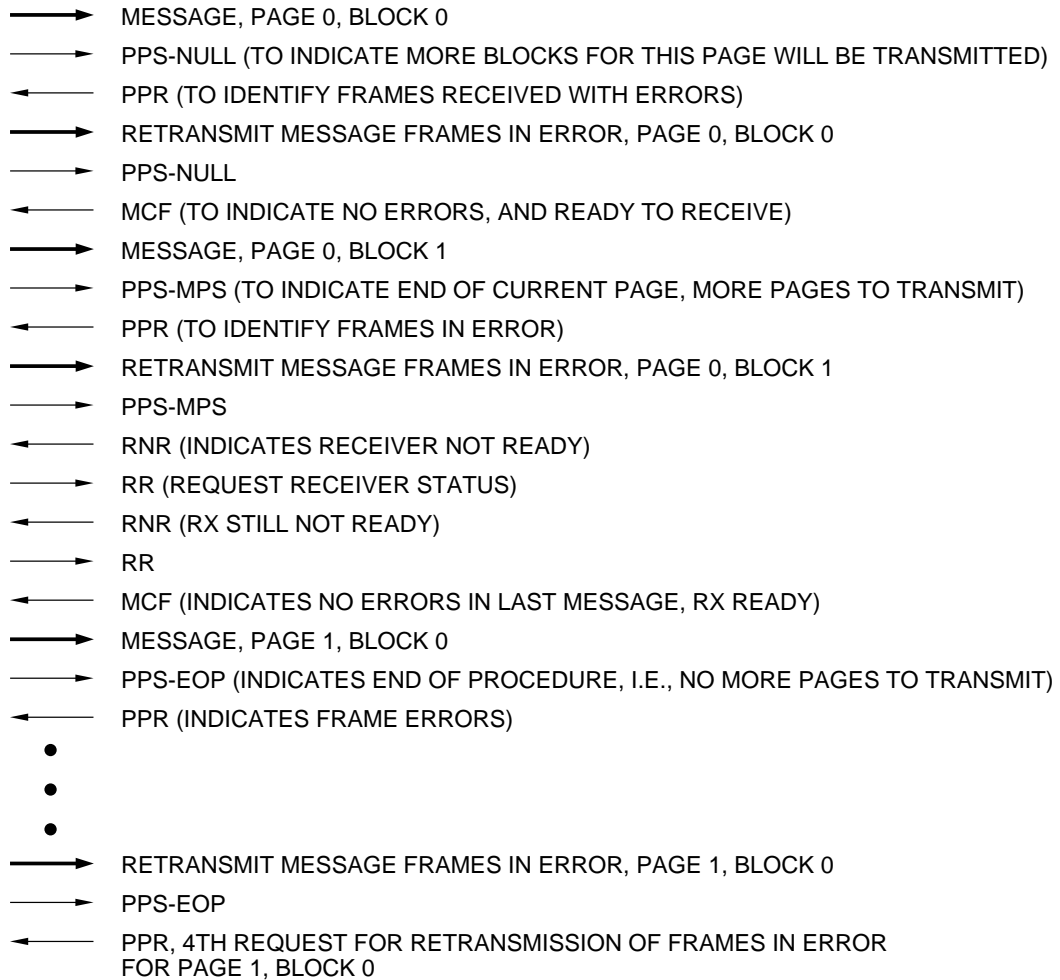 MESSAGE, PAGE 0, BLOCK 0
PPS-NULL (TO INDICATE MORE BLOCKS FOR THIS PAGE WILL BE TRANSMITTED)
PPR (TO IDENTIFY FRAMES RECEIVED WITH ERRORS)
RETRANSMIT MESSAGE FRAMES IN ERROR, PAGE 0, BLOCK 0
PPS-NULL
MCF (TO INDICATE NO ERRORS, AND READY TO RECEIVE)
MESSAGE, PAGE 0, BLOCK 1
PPS-MPS (TO INDICATE END OF CURRENT PAGE, MORE PAGES TO TRANSMIT)
PPR (TO IDENTIFY FRAMES IN ERROR)
RETRANSMIT MESSAGE FRAMES IN ERROR, PAGE 0, BLOCK 1
PPS-MPS
RNR (INDICATES RECEIVER NOT READY)
RR (REQUEST RECEIVER STATUS)
RNR (RX STILL NOT READY)
RR
MCF (INDICATES NO ERRORS IN LAST MESSAGE, RX READY)
MESSAGE, PAGE 1, BLOCK 0
PPS-EOP (INDICATES END OF PROCEDURE, I.E., NO MORE PAGES TO TRANSMIT)
PPR (INDICATES FRAME ERRORS)
RETRANSMIT MESSAGE FRAMES IN ERROR, PAGE 1, BLOCK 0
PPS-EOP
PPR, 4TH REQUEST FOR RETRANSMISSION OF FRAMES IN ERROR
FOR PAGE 1, BLOCK 0